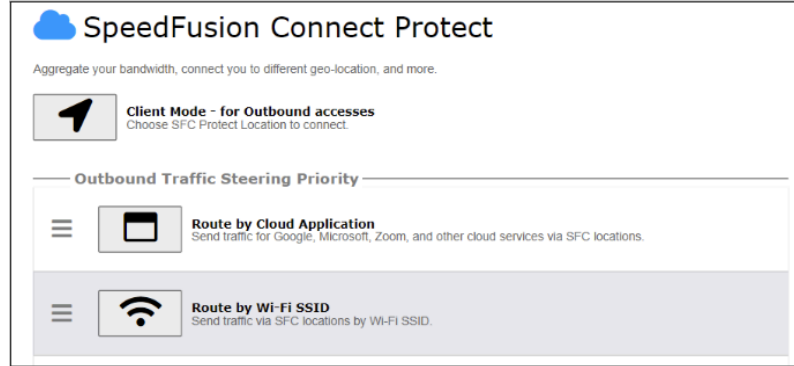 SpeedFusion Connect Protect
Aggregate your bandwidth, connect you to different geo-location, and more.
Client Mode - for Outbound accesses
Choose SFC Protect Location to connect.
Outbound Traffic Steering Priority
Route by Cloud Application
Send traffic for Google, Microsoft, Zoom, and other cloud services via SFC locations.
Route by Wi-Fi SSID
Send traffic via SFC locations by Wi-Fi SSID.